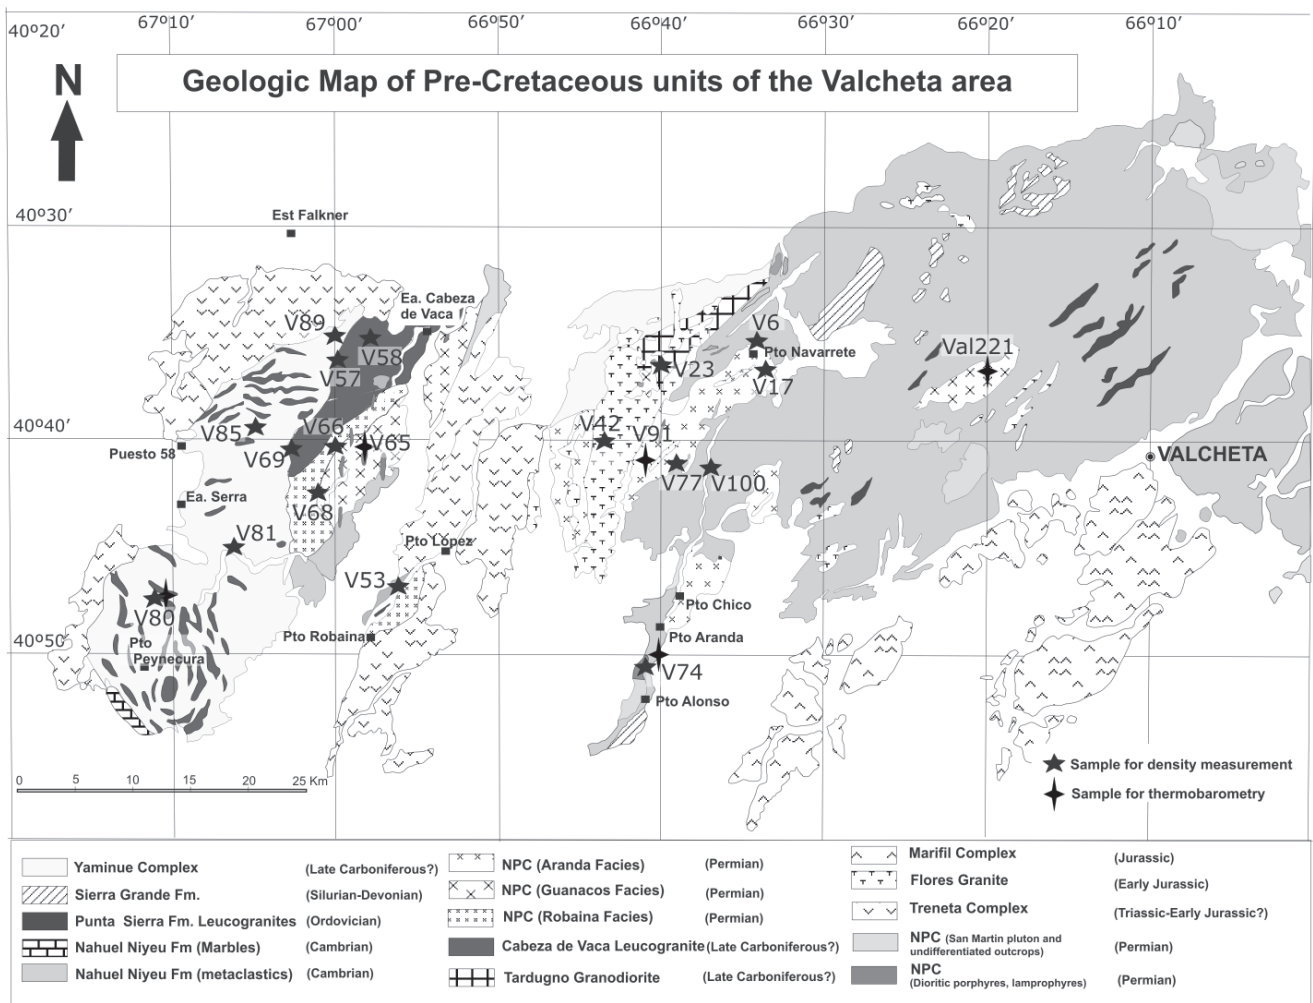 67º10’ 67º00’ 66º50’ 66º40’ 66º30’ 66º20’ 66º10’
40º20’
Geologic Map of Pre-Cretaceous units of the Valcheta area
N
40º30’
Est Falkner
Ea. Cabeza
de Vaca
V89
V58
V57
V6
Pto Navarrete
V23
V17
Val221
40º40’
V85
V66
V65
V69
V42
V91
V77
V100
VALCHETA
Puesto 58
Ea. Serra
V68
V81
Pto López
V53
V80
Pto
Peynecura
40º50’
Pto Robaina
Pto Chico
Pto Aranda
V74
Pto Alonso
0 5 10 15 20 25 Km
Sample for density measurement
Sample for thermobarometry
Yaminue Complex (Late Carboniferous?)
Sierra Grande Fm. (Silurian-Devonian)
Punta Sierra Fm. Leucogranites (Ordovician)
Nahuel Niyeu Fm (Marbles) (Cambrian)
Nahuel Niyeu Fm (metaclastics) (Cambrian)
NPC (Aranda Facies) (Permian)
NPC (Guanacos Facies) (Permian)
NPC (Robaina Facies) (Permian)
Cabeza de Vaca Leucogranite (Late Carboniferous?)
Tardugno Granodiorite (Late Carboniferous?)
Marifil Complex (Jurassic)
Flores Granite (Early Jurassic)
Treneta Complex (Triassic-Early Jurassic?)
NPC (San Martin pluton and
undifferentiated outcrops) (Permian)
NPC
(Dioritic porphyres, lamprophyres) (Permian)